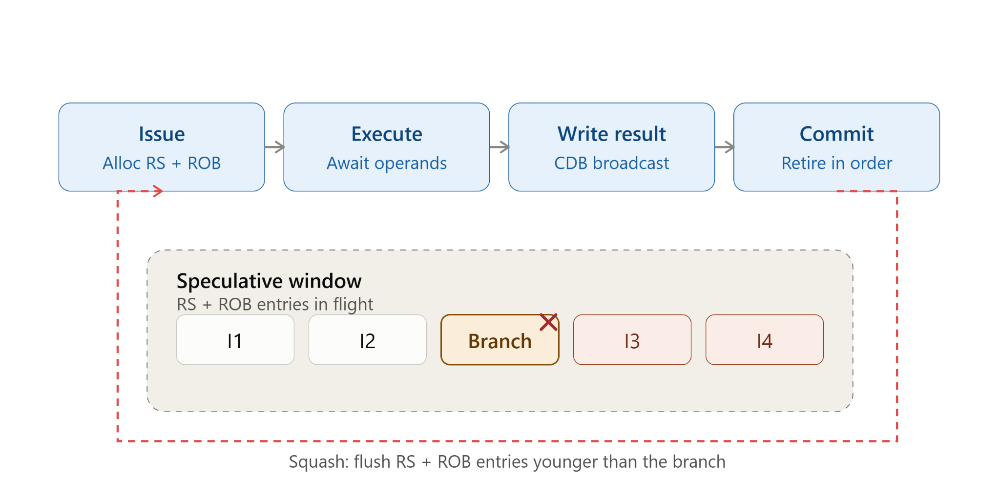 Issue
Alloc RS + ROB
Execute
Await operands
Write result
CDB broadcast
Commit
Retire in order
Speculative window
RS + ROB entries in flight
I1
I2
Branch
I3
I4
Squash: flush RS + ROB entries younger than the branch